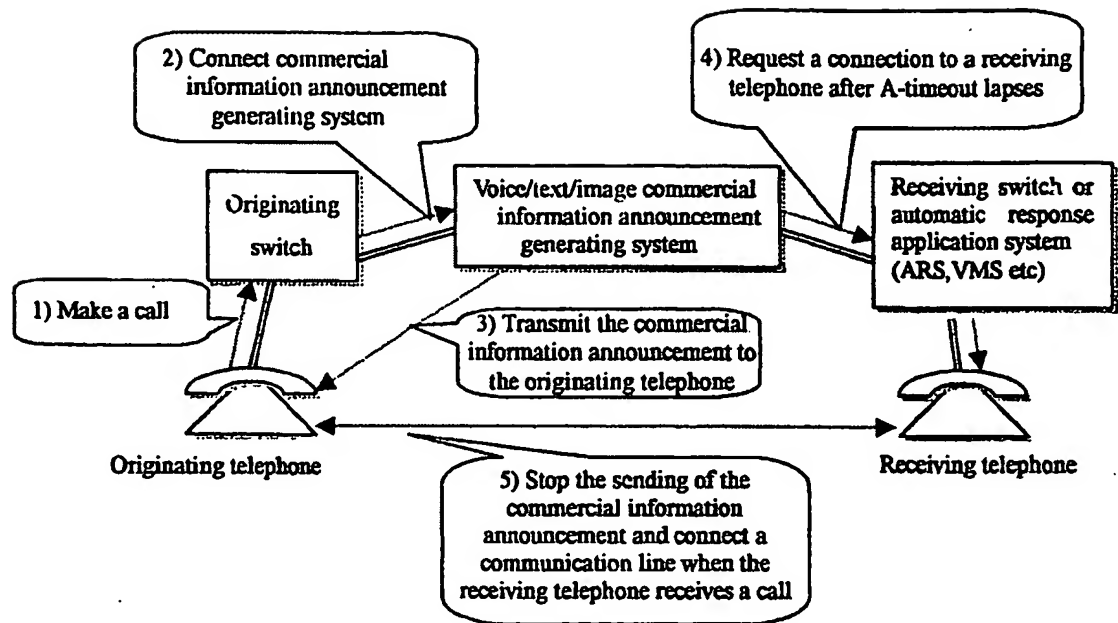 2) Connect commercial
information announcement
generating system
4) Request a connection to a receiving
telephone after A-timeout lapses
Originating
switch
Voice/text/image commercial
information announcement
generating system
Receiving switch or
automatic response
application system
(ARS,VMS etc)
1) Make a call
3) Transmit the commercial
information announcement to
the originating telephone
Originating telephone
Receiving telephone
5) Stop the sending of the
commercial information
announcement and connect a
communication line when the
receiving telephone receives a call